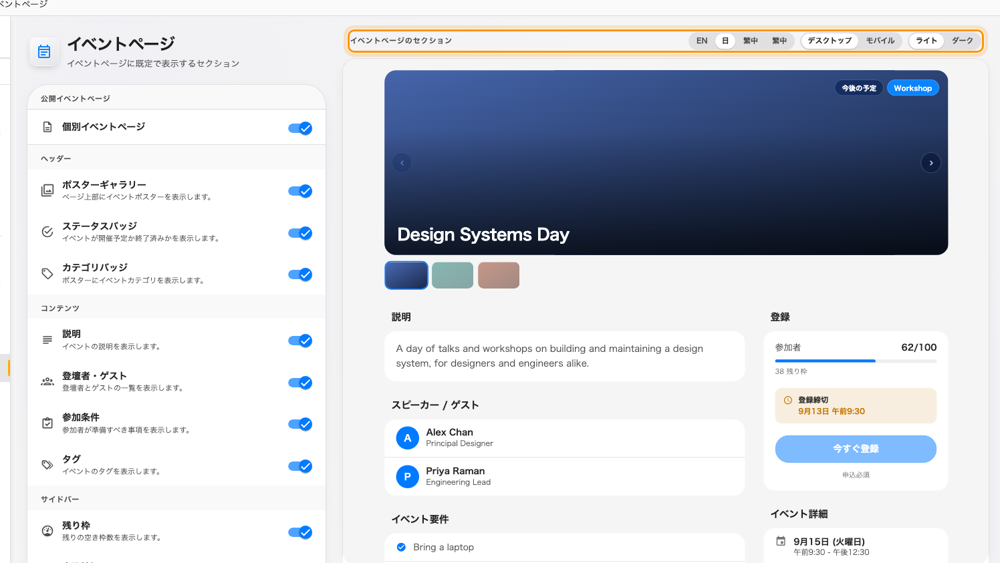 ベントページ
イベントページ
イベントページに既定で表示するセクション
公開イベントページ
個別イベントページ
ヘッダー
ポスターギャラリー
ページ上部にイベントポスターを表示します。
ステータスバッジ
イベントが開催予定か終了済みかを表示します。
カテゴリバッジ
ポスターにイベントカテゴリを表示します。
コンテンツ
説明
イベントの説明を表示します。
登壇者・ゲスト
登壇者とゲストの一覧を表示します。
参加条件
参加者が準備すべき事項を表示します。
タグ
イベントのタグを表示します。
サイドバー
残り枠
残りの空き枠数を表示します。
イベントページのセクション
EN 日 繁中 繁中 デスクトップ モバイル ライト ダーク
今後の予定 Workshop
Design Systems Day
説明
A day of talks and workshops on building and maintaining a design
system, for designers and engineers alike.
スピーカー / ゲスト
A
Alex Chan
Principal Designer
P
Priya Raman
Engineering Lead
イベント要件
Bring a laptop
登録
参加者 62/100
38 残り枠
登録締切
9月13日 午前9:30
今すぐ登録
申込必須
イベント詳細
9月15日 (火曜日)
午前9:30 - 午後12:30